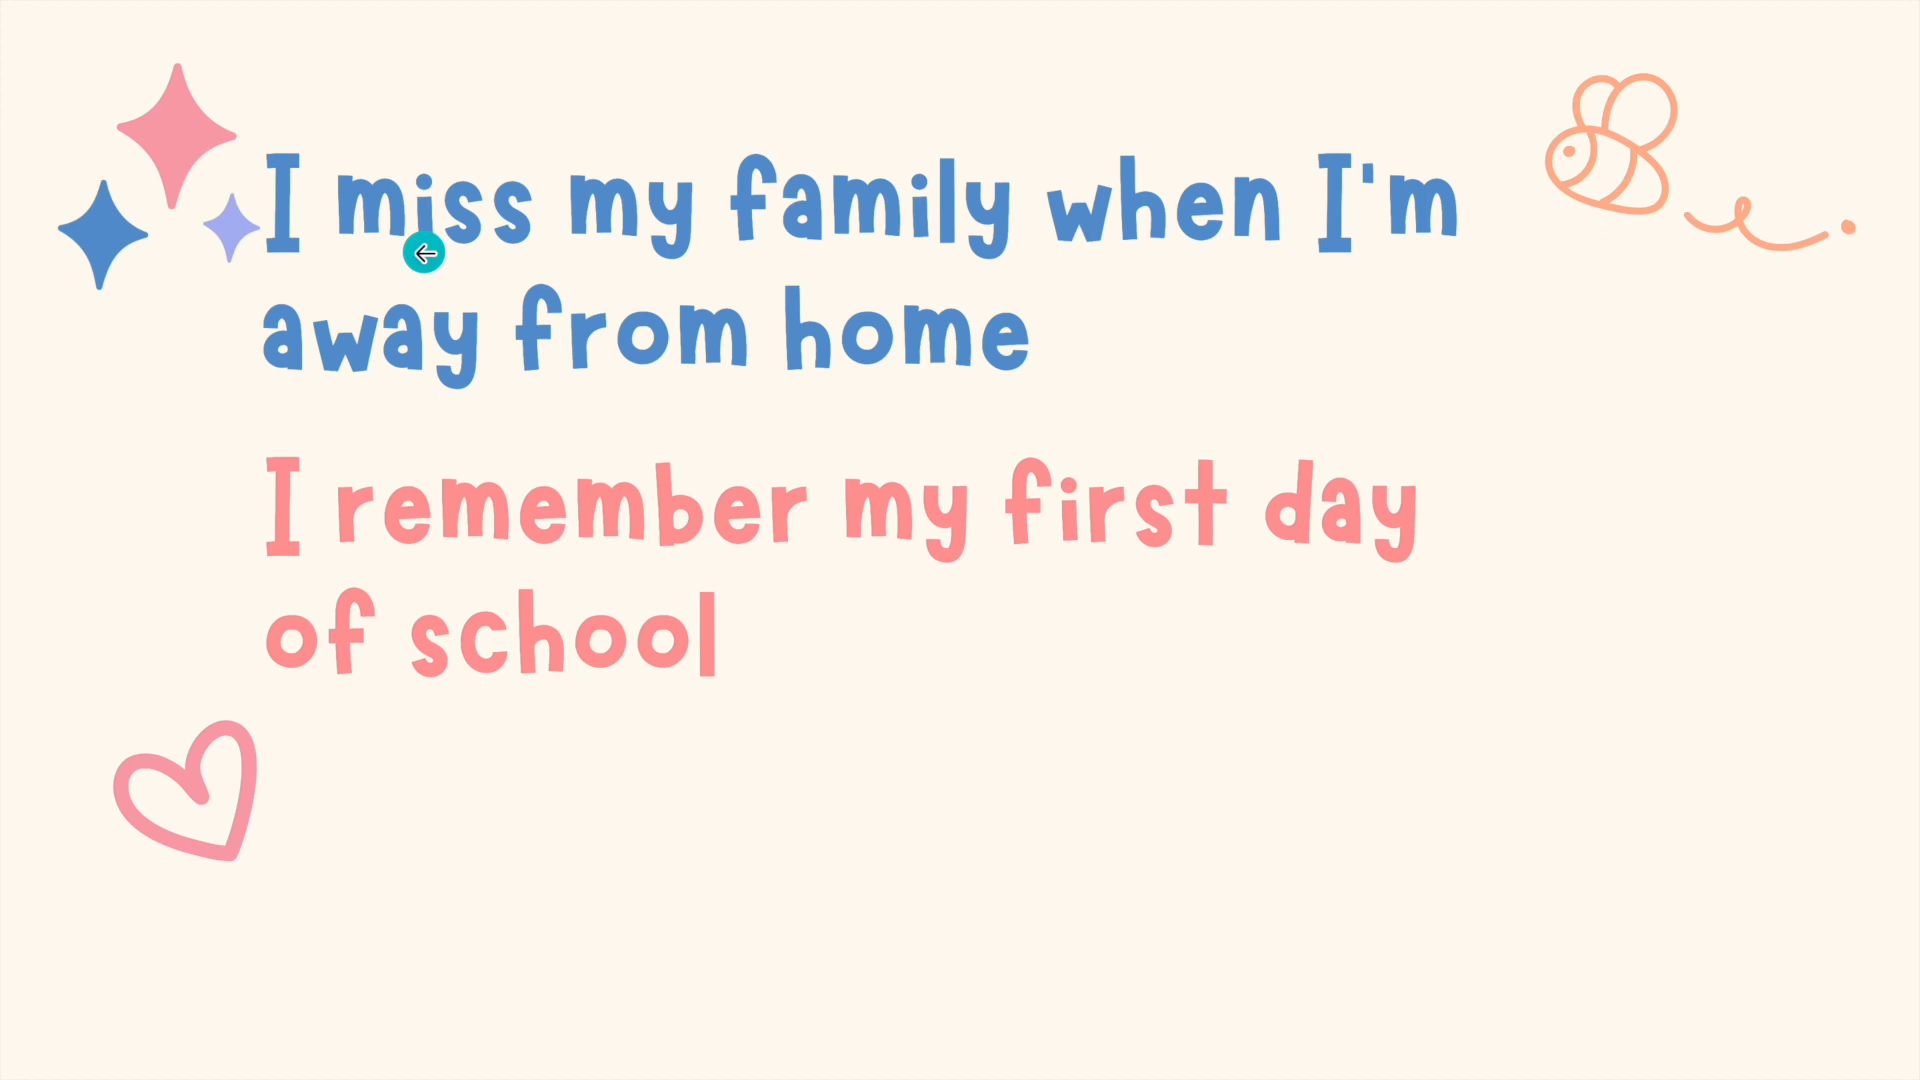 I miss my family when I'm
away from home
I remember my first day
of school